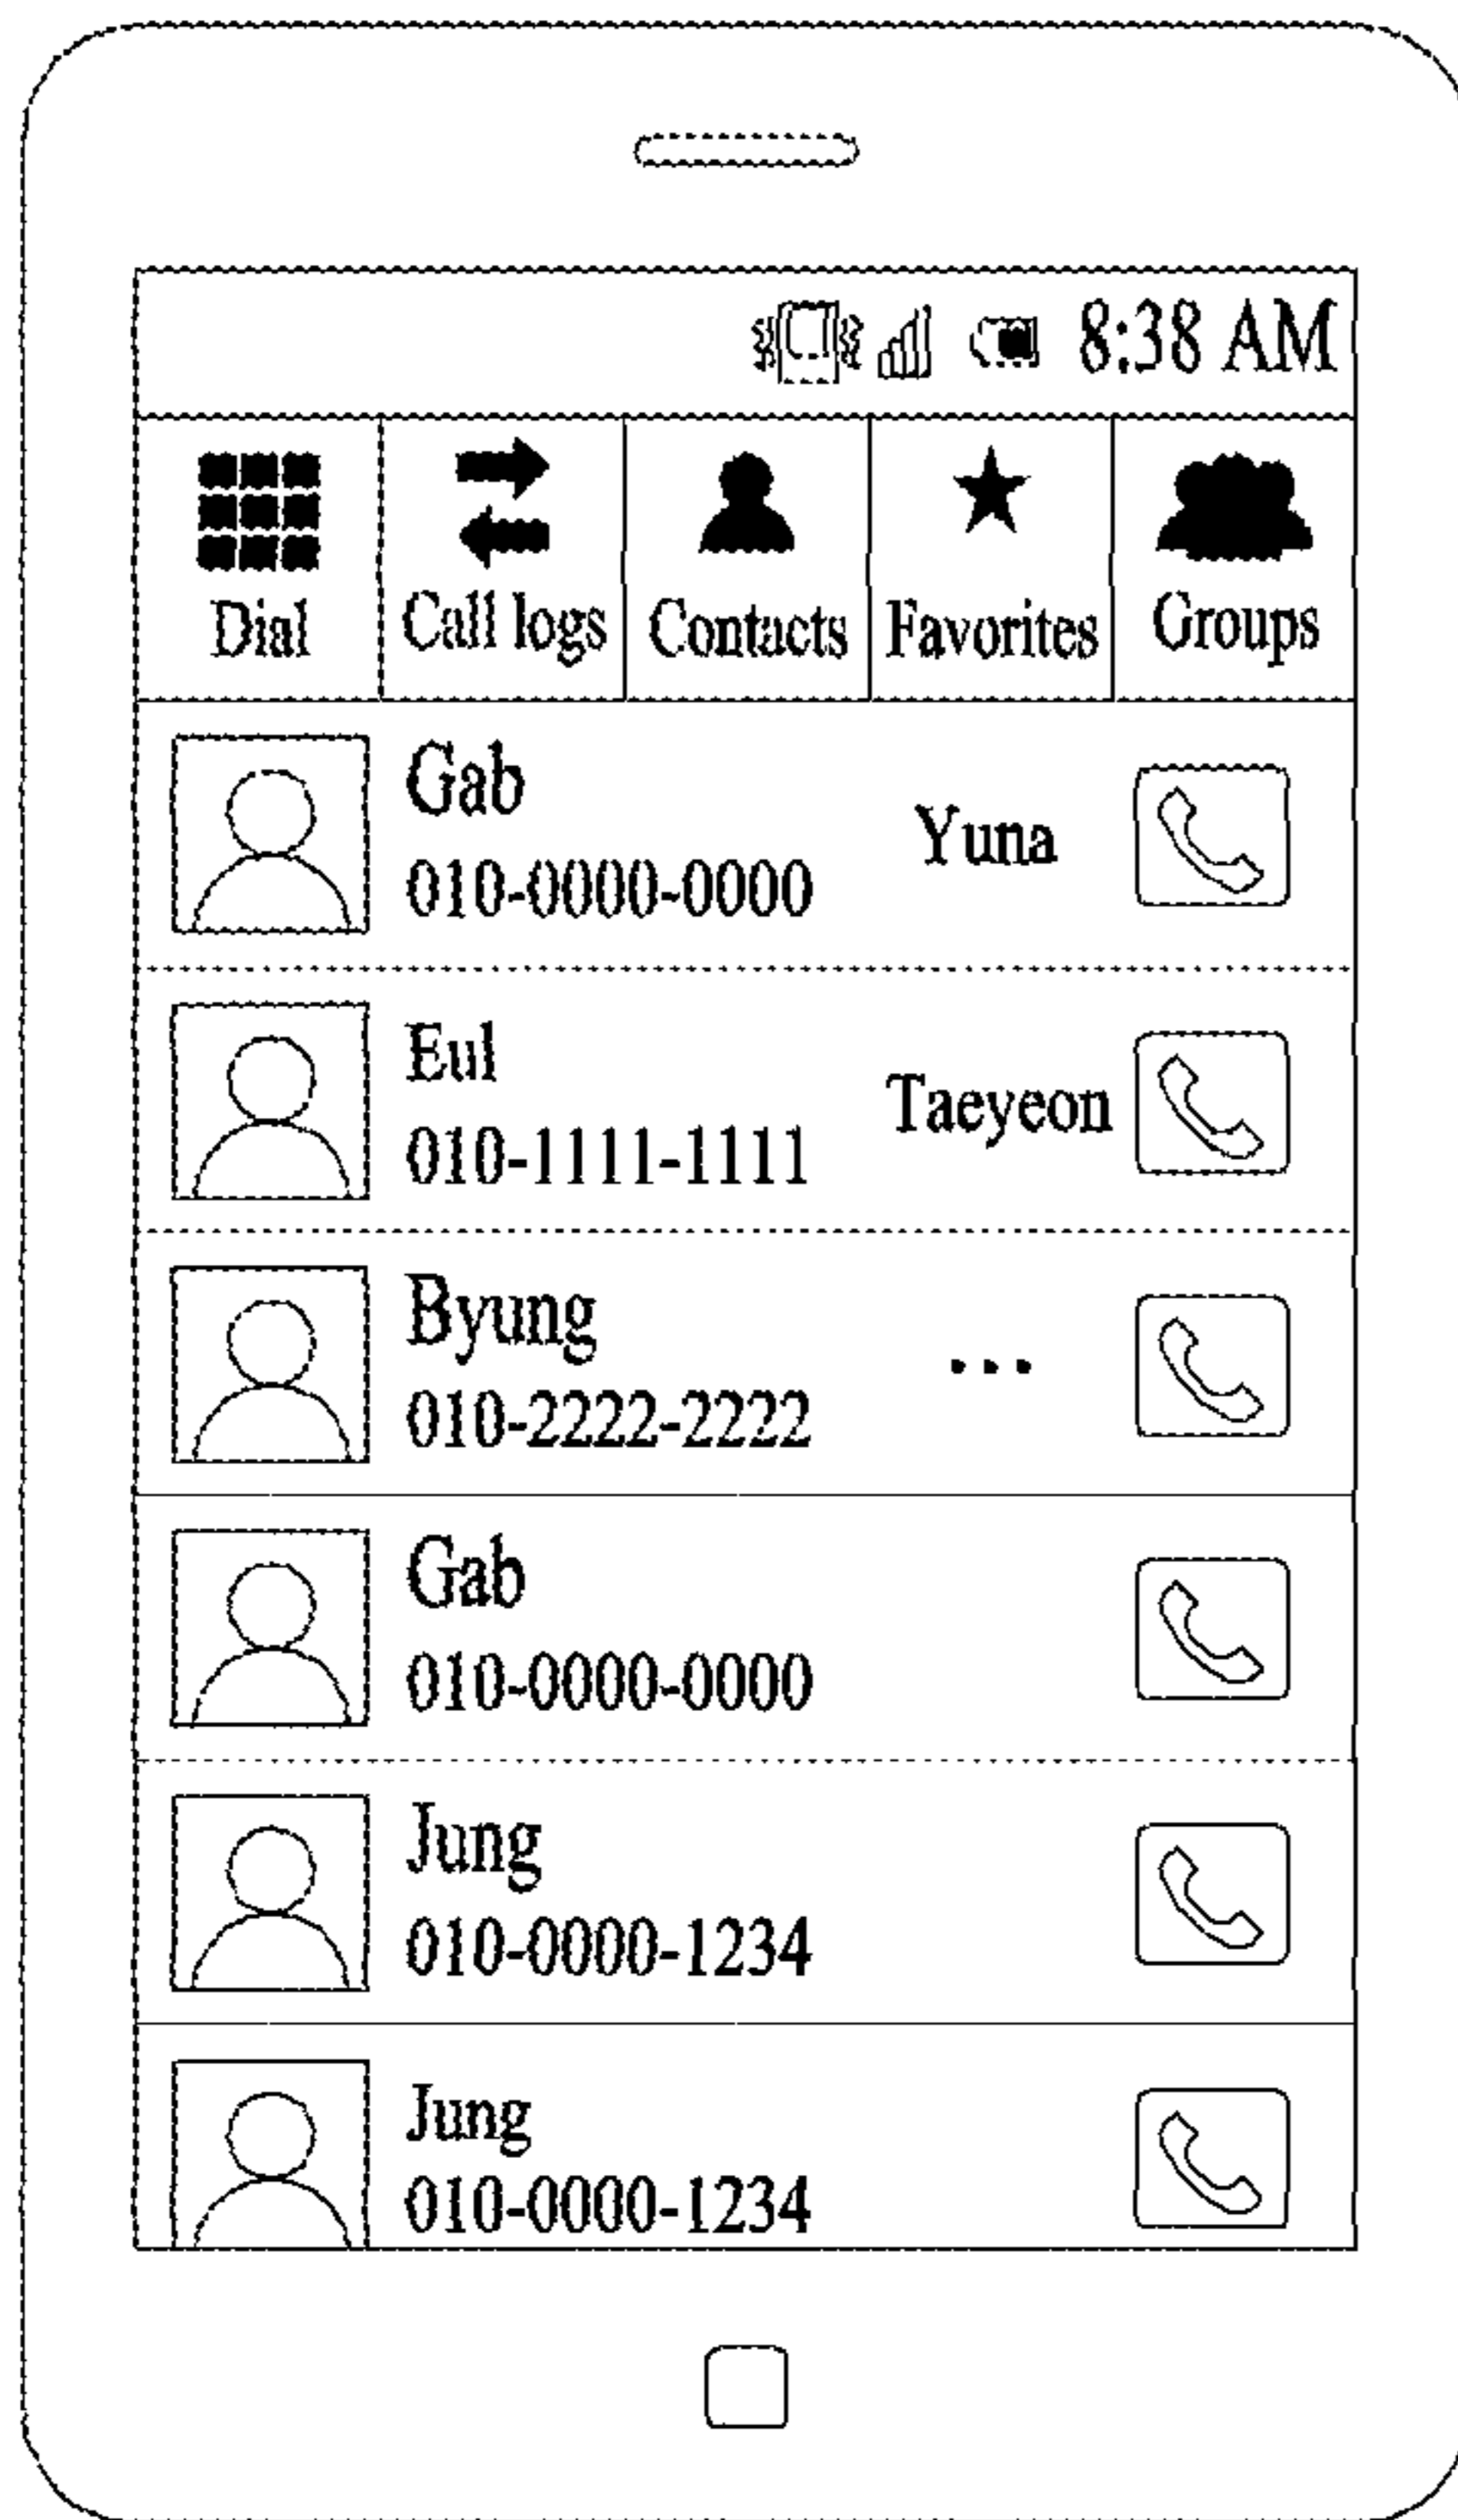 8:38 AM
Dial Call logs Contacts Favorites Groups
Gab
Yuna
010-0000-0000
Eul
Taeyeon
010-1111-1111
Byung
...
010-2222-2222
Gab
010-0000-0000
Jung
010-0000-1234
Jung
010-0000-1234